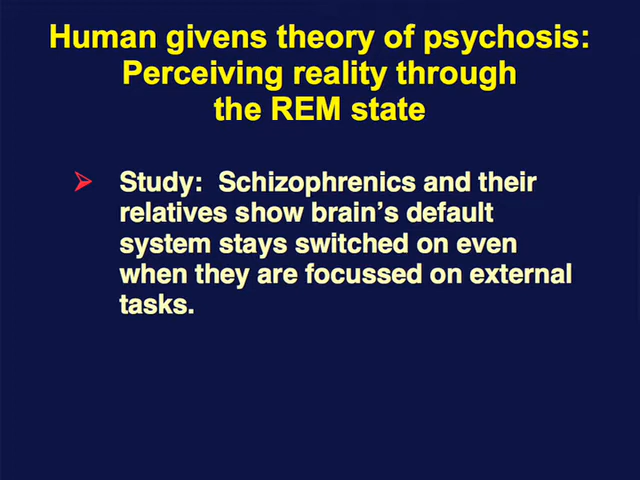 Human givens theory of psychosis:
Perceiving reality through
the REM state
Study: Schizophrenics and their
relatives show brain’s default
system stays switched on even
when they are focussed on external
tasks.